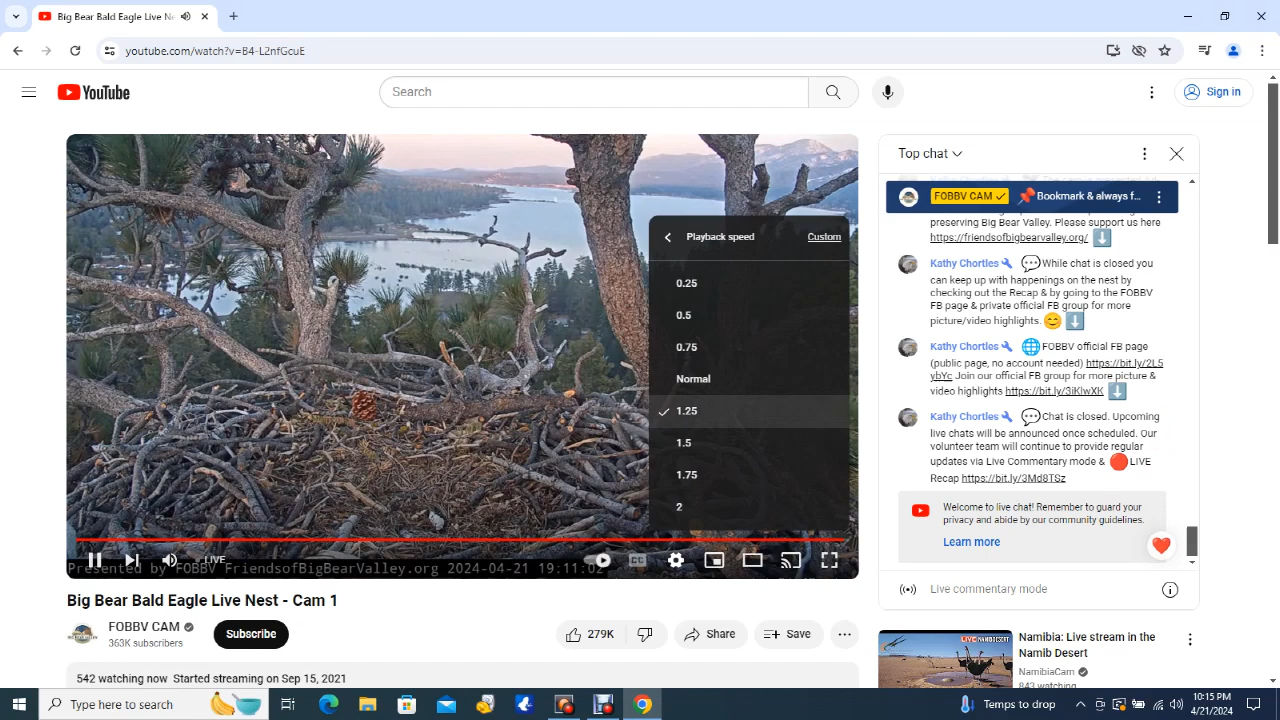 Big Bear Bald Eagle Live Ne
youtube.com/watch?v=B4-L2nfGcuE
YouTube
Search
Sign in
Playback speed
Custom
0.25
0.5
0.75
Normal
1.25
1.5
1.75
2
LIVE
CC
Presented by FOBBV FriendsofBigBearValley.org 2024-04-21 19:11:02
Big Bear Bald Eagle Live Nest - Cam 1
FOBBV CAM
363K subscribers
Subscribe
279K
Share
Save
542 watching now Started streaming on Sep 15, 2021
Top chat
FOBBV CAM
Bookmark & always f...
preserving Big Bear Valley. Please support us here
https://friendsofbigbearvalley.org/
Kathy Chortles While chat is closed you
can keep up with happenings on the nest by
checking out the Recap & by going to the FOBBV
FB page & private official FB group for more
picture/video highlights.
Kathy Chortles FOBBV official FB page
(public page, no account needed) https://bit.ly/2L5
ybYc Join our official FB group for more picture &
video highlights https://bit.ly/3iKlwXK
Kathy Chortles Chat is closed. Upcoming
live chats will be announced once scheduled. Our
volunteer team will continue to provide regular
updates via Live Commentary mode & LIVE
Recap https://bit.ly/3Md8TSz
Welcome to live chat! Remember to guard your
privacy and abide by our community guidelines.
Learn more
Live commentary mode
Namibia: Live stream in the
Namib Desert
NamibiaCam
843 watching
Type here to search
Temps to drop
10:15 PM
4/21/2024